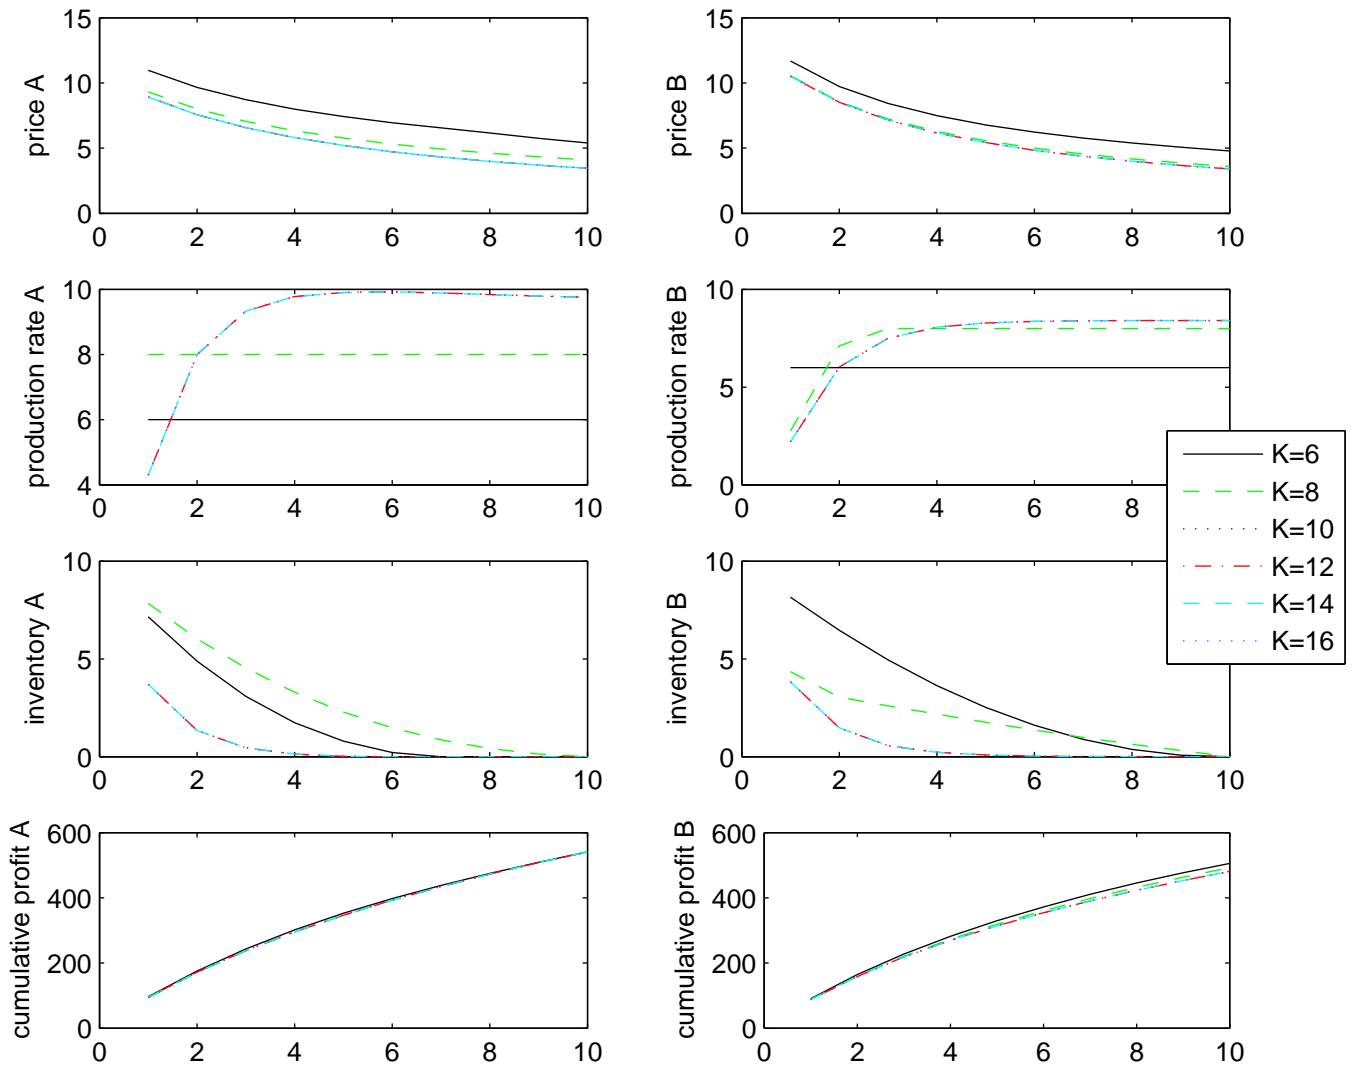 price A
15
10
5
0
0 2 4 6 8 10
price B
15
10
5
0
0 2 4 6 8 10
production rate A
10
8
6
4
0 2 4 6 8 10
production rate B
10
5
0
0 2 4 6 8
K=6
K=8
K=10
K=12
K=14
K=16
inventory A
10
5
0
0 2 4 6 8 10
inventory B
10
5
0
0 2 4 6 8 10
cumulative profit A
600
400
200
0
0 2 4 6 8 10
cumulative profit B
600
400
200
0
0 2 4 6 8 10